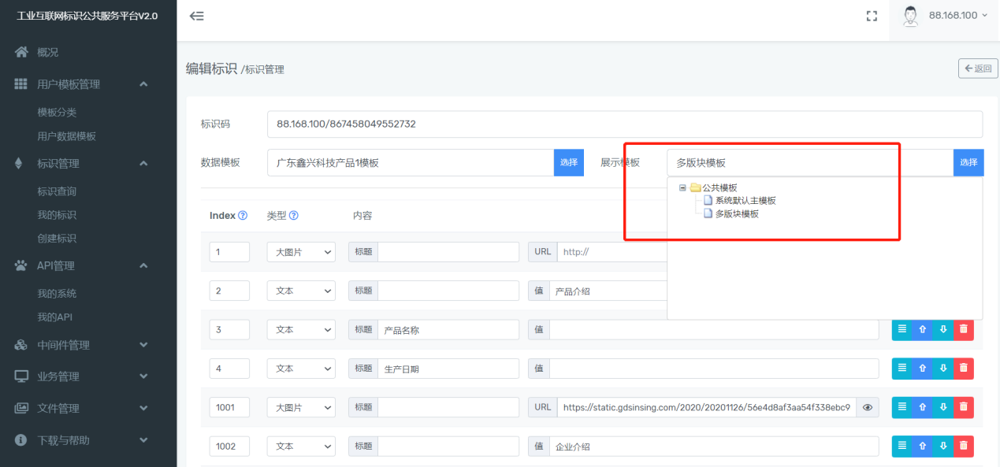 工业互联网标识公共服务平台V2.0
88.168.100
概况
用户模板管理
模板分类
用户数据模板
标识管理
标识查询
我的标识
创建标识
API管理
我的系统
我的API
中间件管理
业务管理
文件管理
下载与帮助
编辑标识 /标识管理
返回
标识码 88.168.100/867458049552732
数据模板 广东鑫兴科技产品1模板 选择 展示模板 多版块模板 选择
公共模板
系统默认主模板
多版块模板
Index 类型 内容
1 大图片 标题 URL http://
2 文本 标题 值 产品介绍
3 文本 标题 产品名称 值
4 文本 标题 生产日期 值
1001 大图片 标题 URL https://static.gdsinsing.com/2020/20201126/56e4d8af3aa54f338ebc9
1002 文本 标题 值 企业介绍